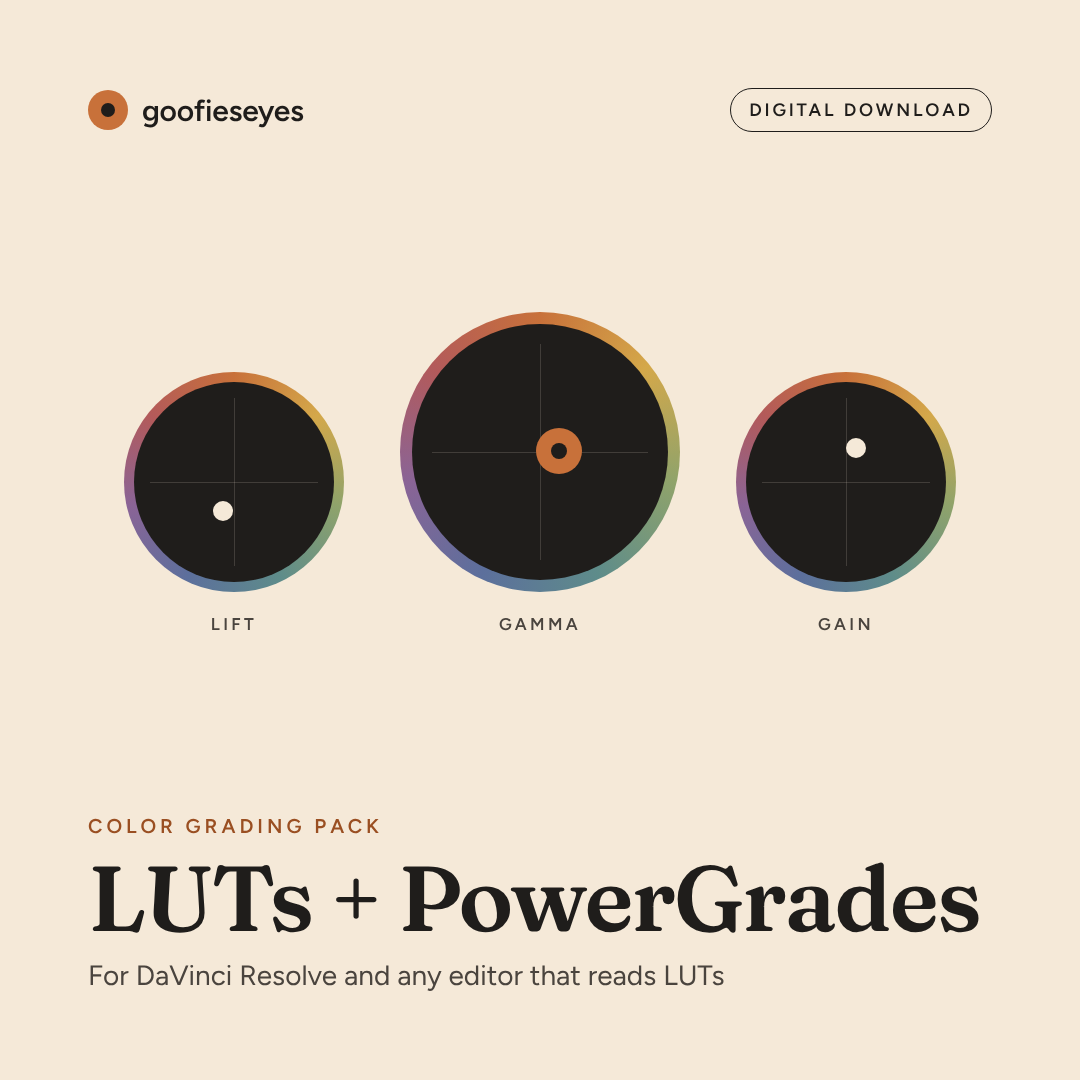 goofieseyes
DIGITAL DOWNLOAD
LIFT
GAMMA
GAIN
COLOR GRADING PACK
LUTs + PowerGrades
For DaVinci Resolve and any editor that reads LUTs